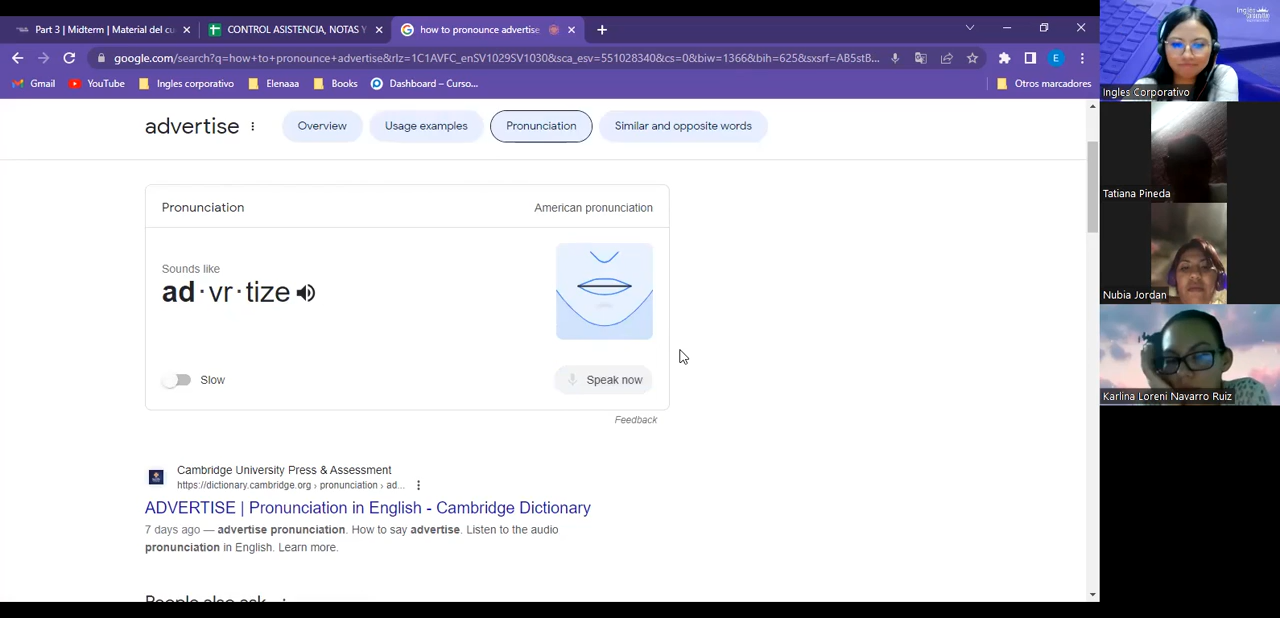 Part 3 | Midterm | Material del cu
CONTROL ASISTENCIA, NOTAS Y
how to pronounce advertise
google.com/search?q=how+to+pronounce+advertise&rlz=1C1AVFC_enSV1029SV1030&sca_esv=551028340&cs=0&biw=1366&bih=625&sxsrf=AB5stB...
E
Gmail
YouTube
Ingles corporativo
Elenaaa
Books
Dashboard – Curso...
Otros marcadores
advertise
Overview
Usage examples
Pronunciation
Similar and opposite words
Pronunciation
American pronunciation
Sounds like
ad·vr·tize
Slow
Speak now
Feedback
Cambridge University Press & Assessment
https://dictionary.cambridge.org › pronunciation › ad...
ADVERTISE | Pronunciation in English - Cambridge Dictionary
7 days ago — advertise pronunciation. How to say advertise. Listen to the audio
pronunciation in English. Learn more.
People also ask
Ingles Corporativo
Tatiana Pineda
Nubia Jordan
Karlina Loreni Navarro Ruiz